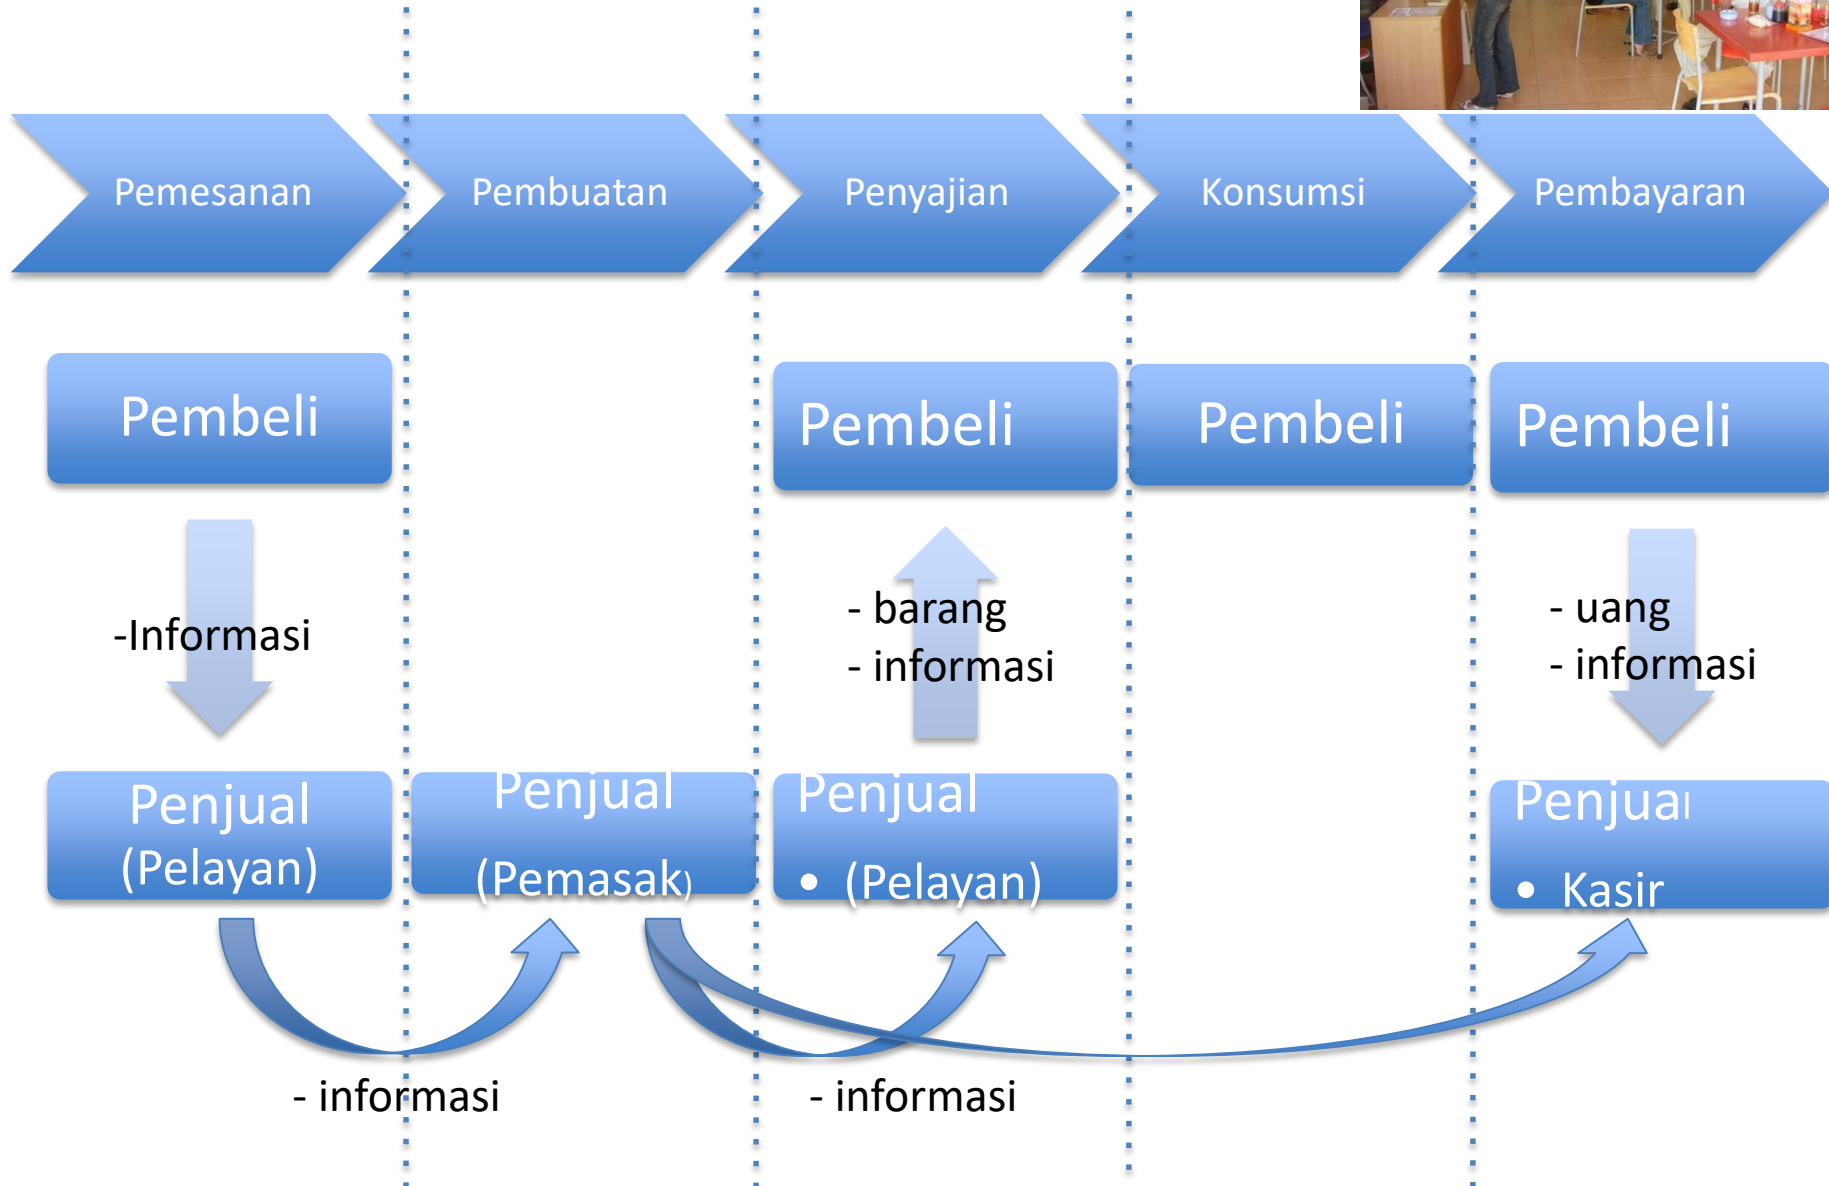 Pemesanan
Pembuatan
Penyajian
Konsumsi
Pembayaran
Pembeli
Pembeli
Pembeli
Pembeli
-Informasi
- barang
- informasi
- uang
- informasi
Penjual
(Pelayan)
Penjual
(Pemasak)
Penjual
• (Pelayan)
Penjual
• Kasir
- informasi
- informasi